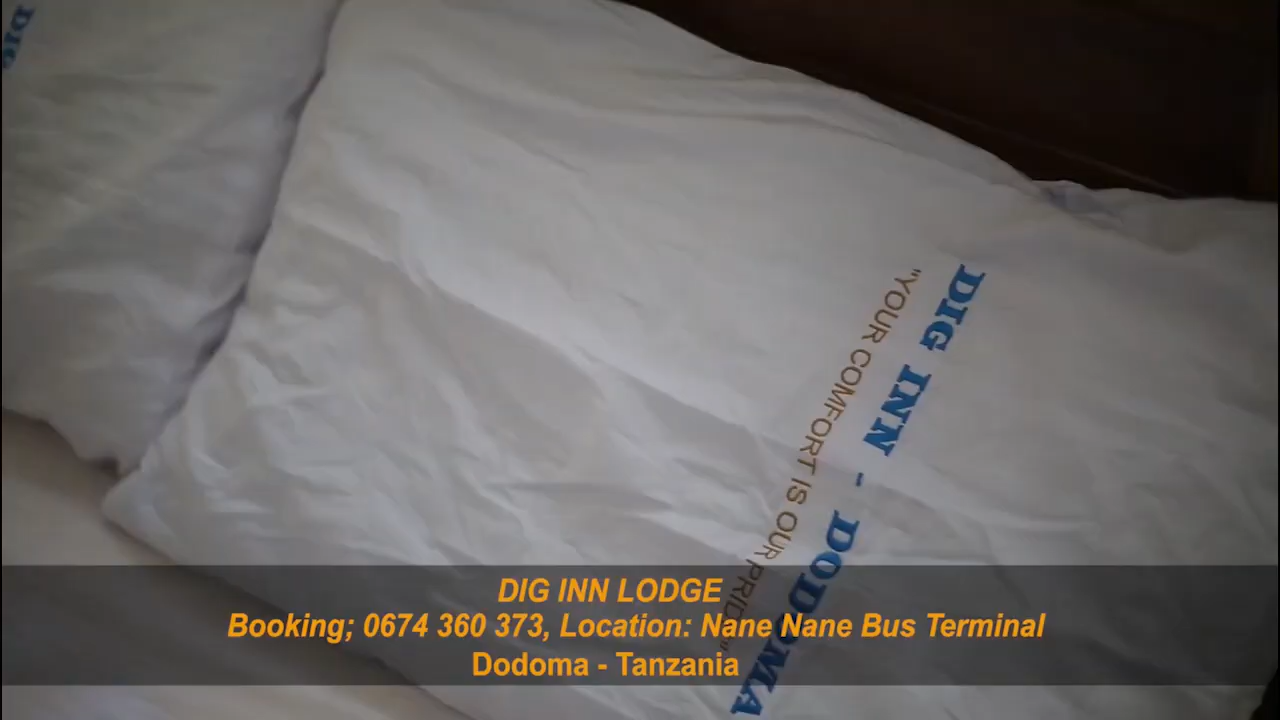 DIG
DIG INN - DODOMA
"YOUR COMFORT IS OUR PRIDE"
DIG INN LODGE
Booking; 0674 360 373, Location: Nane Nane Bus Terminal
Dodoma - Tanzania